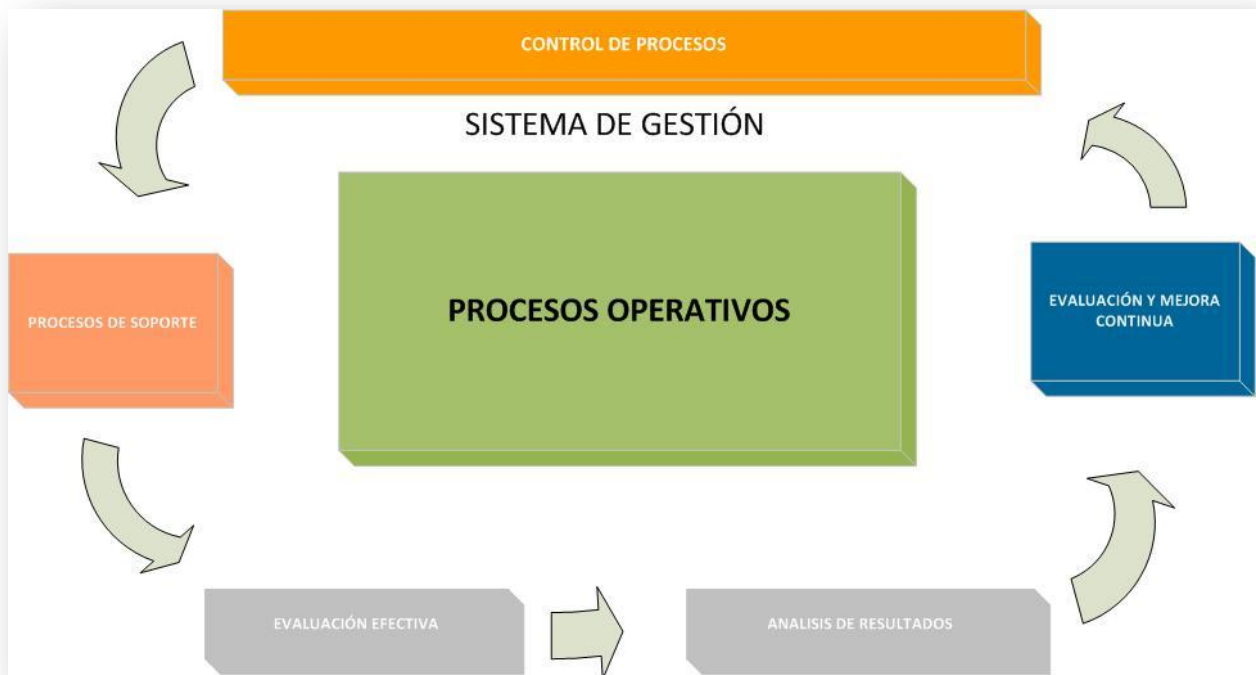 CONTROL DE PROCESOS
SISTEMA DE GESTIÓN
PROCESOS OPERATIVOS
PROCESOS DE SOPORTE
EVALUACIÓN Y MEJORA
CONTINUA
EVALUACIÓN EFECTIVA
ANALISIS DE RESULTADOS